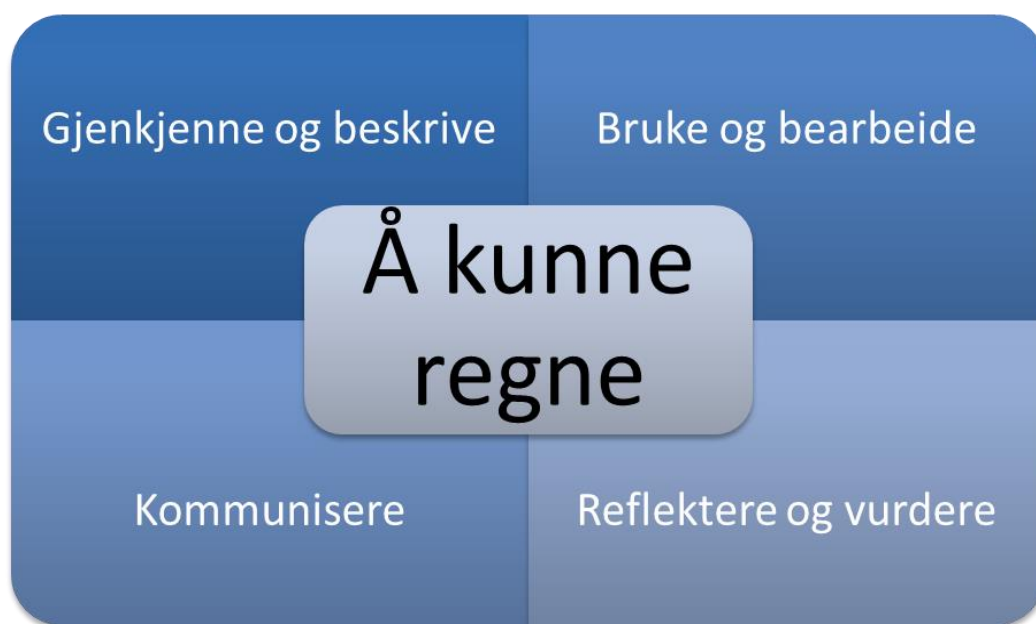 Gjenkjenne og beskrive
Bruke og bearbeide
Å kunne
regne
Kommunisere
Reflektere og vurdere